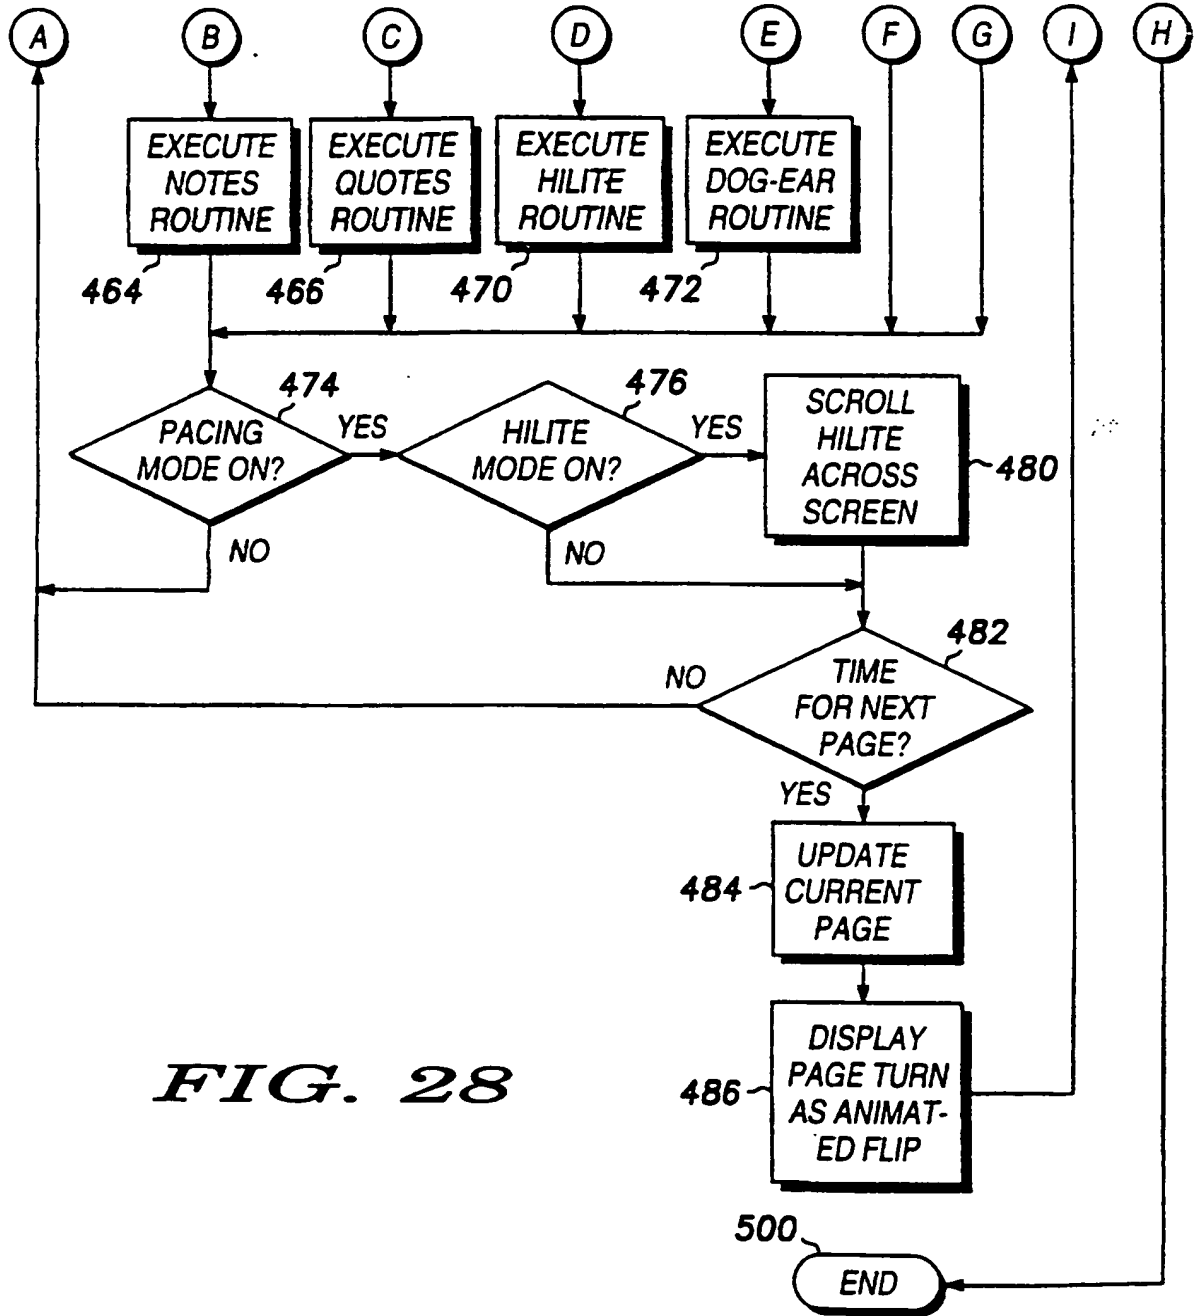 A B C D E F G I H
EXECUTE
NOTES
ROUTINE
464
EXECUTE
QUOTES
ROUTINE
466
EXECUTE
HILITE
ROUTINE
470
EXECUTE
DOG-EAR
ROUTINE
472
PACING
MODE ON?
474
YES
NO
HILITE
MODE ON?
476
YES
NO
SCROLL
HILITE
ACROSS
SCREEN
480
TIME
FOR NEXT
PAGE?
482
NO
YES
UPDATE
CURRENT
PAGE
484
DISPLAY
PAGE TURN
AS ANIMAT-
ED FLIP
486
500
END
FIG. 28